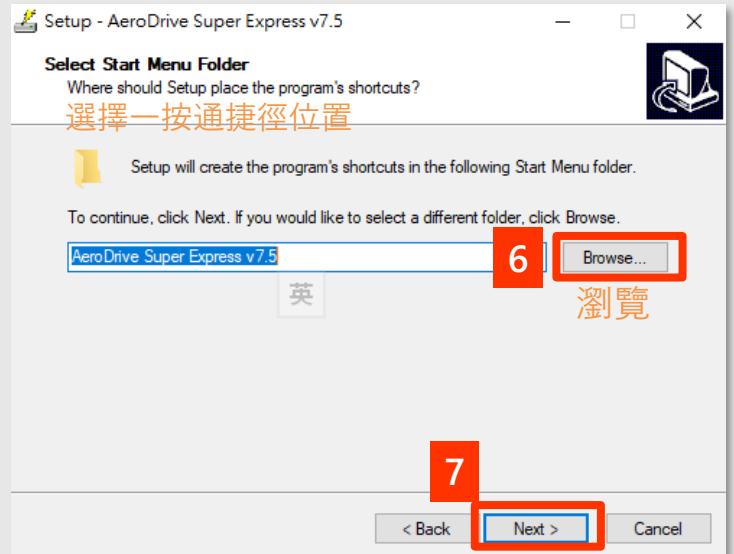 Setup - AeroDrive Super Express v7.5
Select Start Menu Folder
Where should Setup place the program's shortcuts?
選擇一按通捷徑位置
Setup will create the program's shortcuts in the following Start Menu folder.
To continue, click Next. If you would like to select a different folder, click Browse.
AeroDrive Super Express v7.5
6
Browse...
英
瀏覽
7
< Back
Next >
Cancel